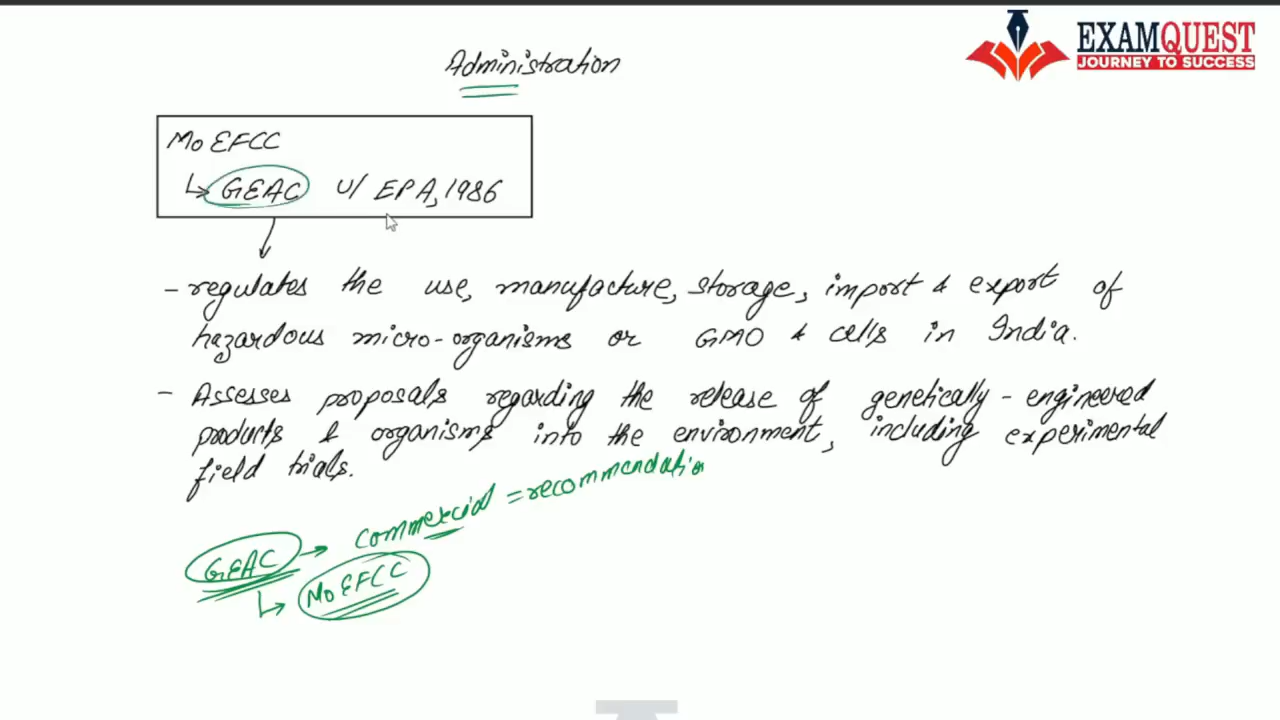 EXAMQUEST
JOURNEY TO SUCCESS
Administration
MoEFCC
↳ GEAC u/ EPA, 1986
- regulates the use, manufacture, storage, import & export of
hazardous micro-organisms or GMO & cells in India.
- Assesses proposals regarding the release of genetically-engineered
products & organisms into the environment, including experimental
field trials.
GEAC → commercial = recommendatio
↳ MoEFCC